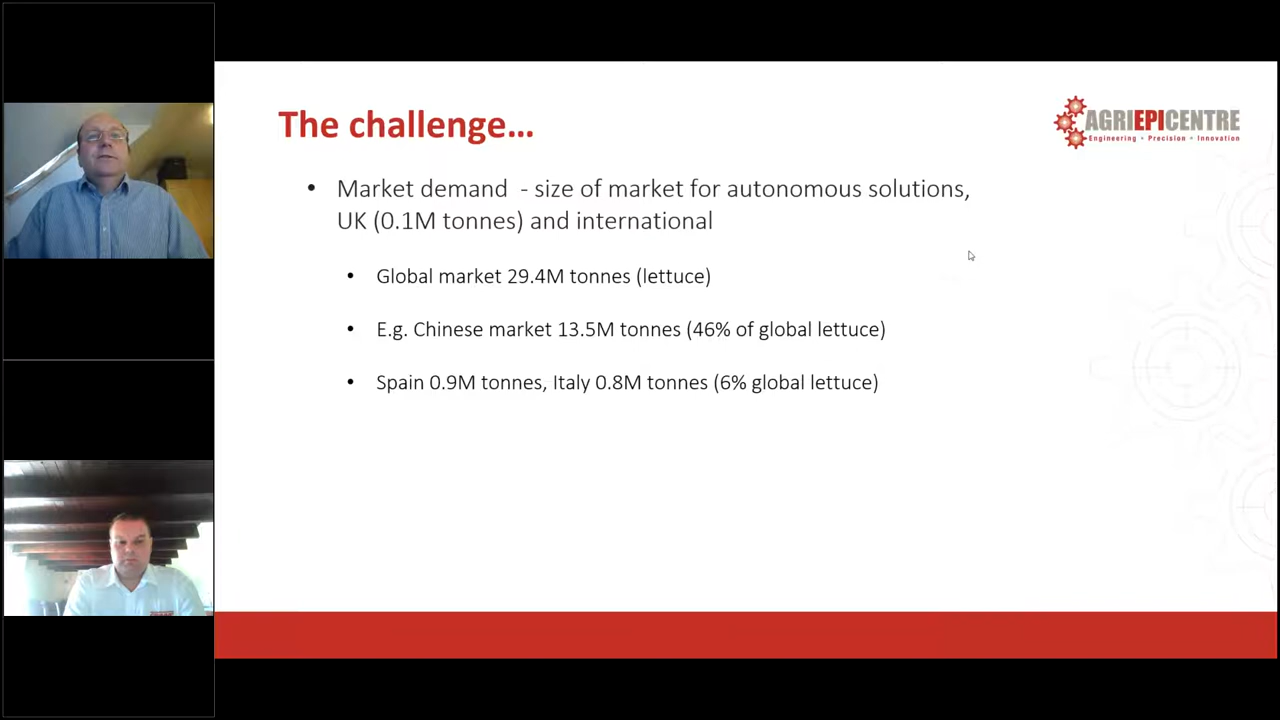 The challenge...
AGRIEPICENTRE
Engineering • Precision • Innovation
• Market demand - size of market for autonomous solutions,
UK (0.1M tonnes) and international
• Global market 29.4M tonnes (lettuce)
• E.g. Chinese market 13.5M tonnes (46% of global lettuce)
• Spain 0.9M tonnes, Italy 0.8M tonnes (6% global lettuce)